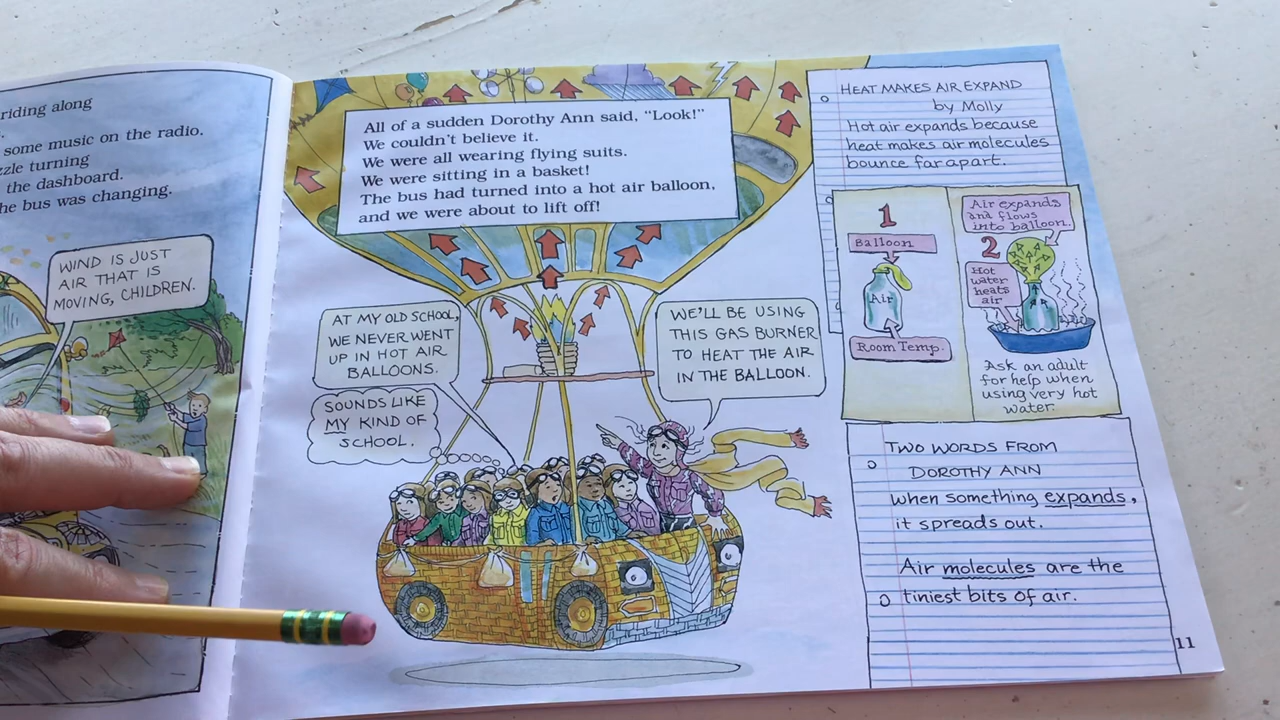 riding along
some music on the radio.
turning
the dashboard.
bus was changing.
WIND IS JUST
AIR THAT IS
MOVING, CHILDREN.
All of a sudden Dorothy Ann said, “Look!”
We couldn’t believe it.
We were all wearing flying suits.
We were sitting in a basket!
The bus had turned into a hot air balloon,
and we were about to lift off!
AT MY OLD SCHOOL,
WE NEVER WENT
UP IN HOT AIR
BALLOONS.
SOUNDS LIKE
MY KIND OF
SCHOOL.
WE'LL BE USING
THIS GAS BURNER
TO HEAT THE AIR
IN THE BALLOON.
HEAT MAKES AIR EXPAND
by Molly
Hot air expands because
heat makes air molecules
bounce far apart.
1
Balloon
Air
Room Temp.
Air expands
and flows
into balloon.
2
Hot
water
heats
air
Ask an adult
for help when
using very hot
water.
TWO WORDS FROM
DOROTHY ANN
When something expands,
it spreads out.
Air molecules are the
tiniest bits of air.
11